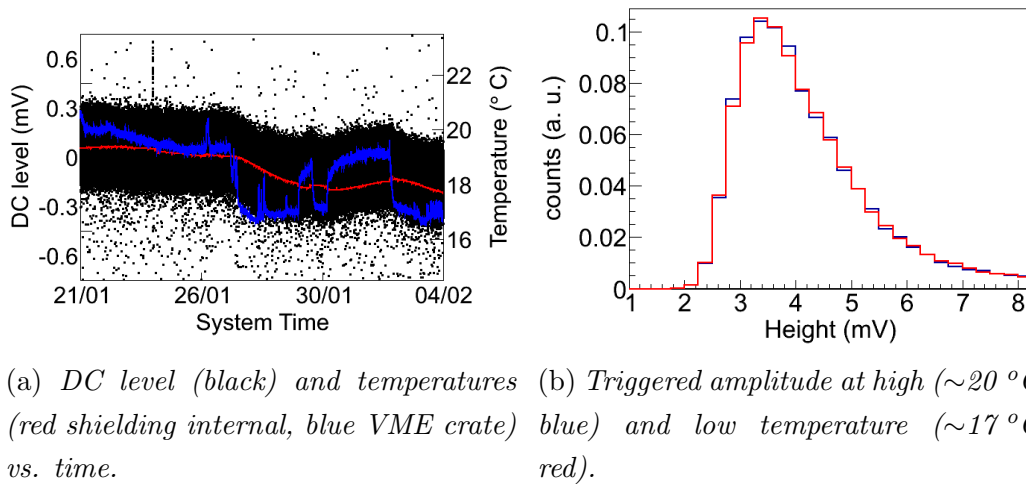 0.6
0.3
0
-0.3
-0.6
DC level (mV)
22
20
18
16
Temperature (° C)
21/01 26/01 30/01 04/02
System Time
0.1
0.08
0.06
0.04
0.02
0
counts (a. u.)
1 2 3 4 5 6 7 8
Height (mV)
(a) DC level (black) and temperatures
(red shielding internal, blue VME crate)
vs. time.
(b) Triggered amplitude at high (∼20 °C
blue) and low temperature (∼17 °C
red).